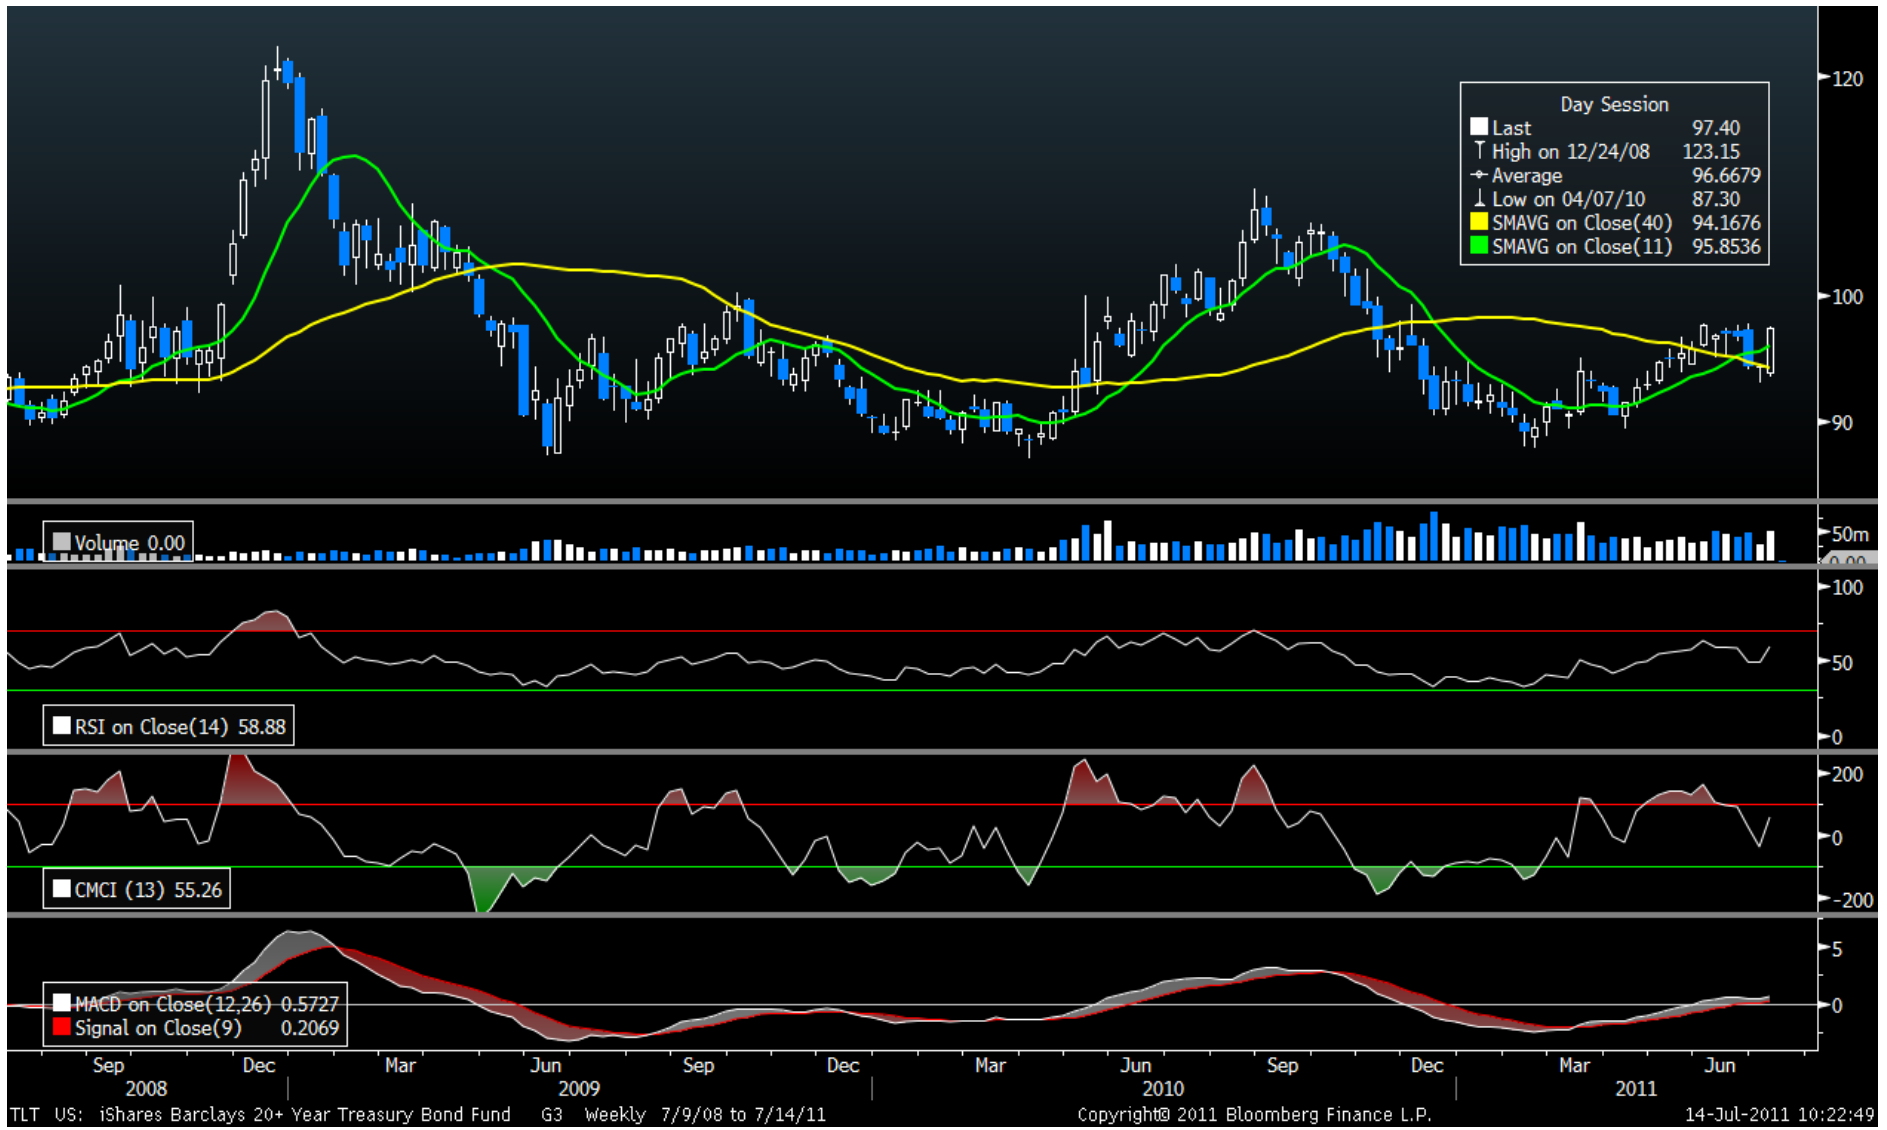 120
Day Session
Last 97.40
High on 12/24/08 123.15
Average 96.6679
Low on 04/07/10 87.30
SMAVG on Close(40) 94.1676
SMAVG on Close(11) 95.8536
100
90
Volume 0.00
50m
0.00
100
50
RSI on Close(14) 58.88
0
200
0
CMCI (13) 55.26
-200
5
MACD on Close(12,26) 0.5727
0
Signal on Close(9) 0.2069
Sep Dec Mar Jun Sep Dec Mar Jun Sep Dec Mar Jun
2008 2009 2010 2011
TLT US: iShares Barclays 20+ Year Treasury Bond Fund G3 Weekly 7/9/08 to 7/14/11 Copyright© 2011 Bloomberg Finance L.P. 14-Jul-2011 10:22:49